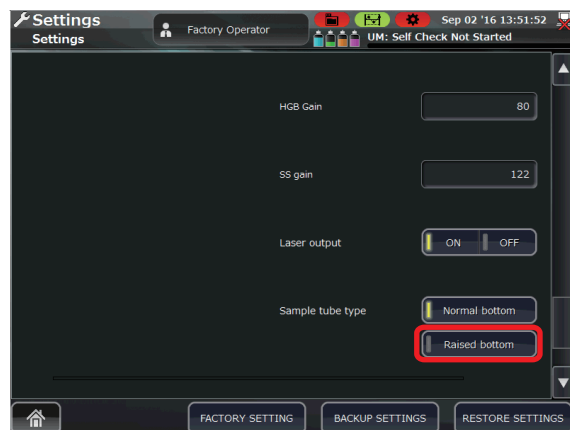 Settings
Settings
Factory Operator
Sep 02 '16 13:51:52
UM: Self Check Not Started
HGB Gain
80
SS gain
122
Laser output
ON
OFF
Sample tube type
Normal bottom
Raised bottom
FACTORY SETTING
BACKUP SETTINGS
RESTORE SETTINGS